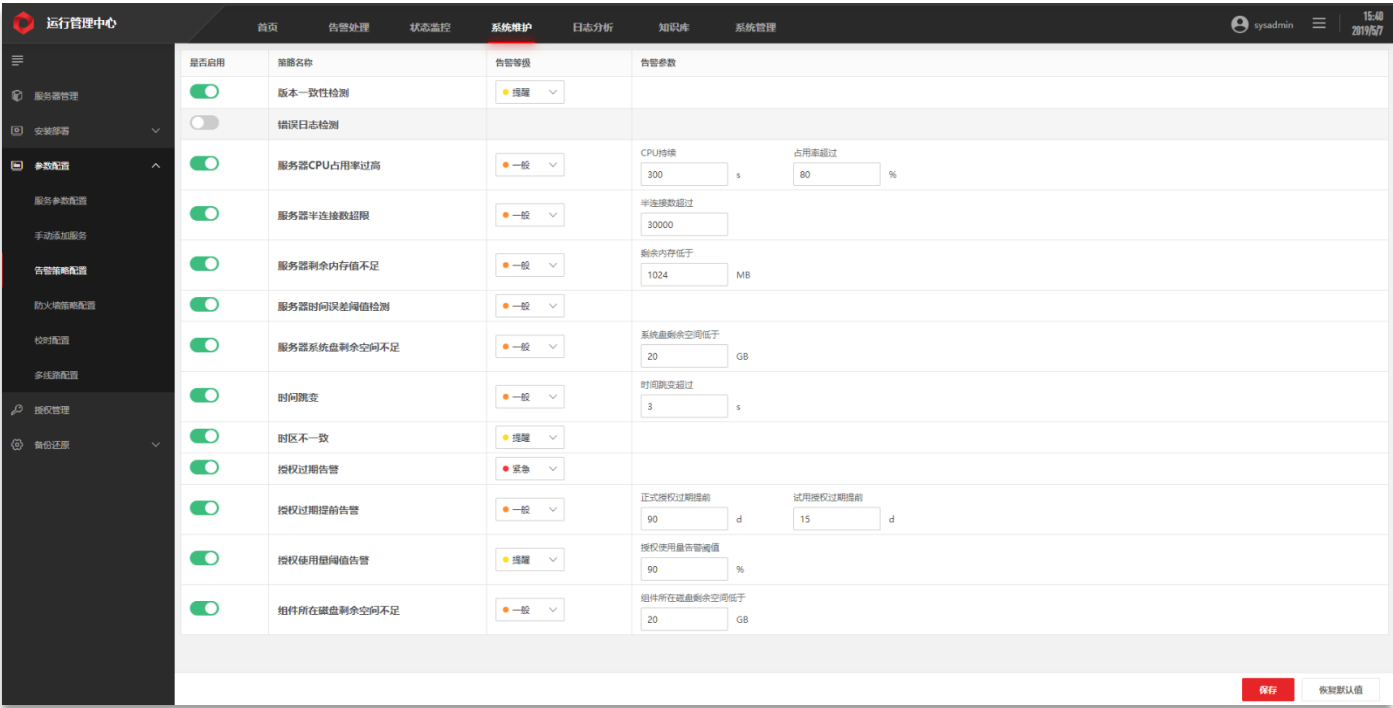 运行管理中心
首页 告警处理 状态监控 系统维护 日志分析 知识库 系统管理
sysadmin
15:40
2019/5/7
服务器管理
安装部署
参数配置
服务参数配置
手动添加服务
告警策略配置
防火墙策略配置
校时配置
多线路配置
授权管理
备份还原
是否启用 策略名称 告警等级 告警参数
版本一致性检测 提醒
错误日志检测
服务器CPU占用率过高 一般 CPU持续 300 s 占用率超过 80 %
服务器半连接数超限 一般 半连接数超过 30000
服务器剩余内存值不足 一般 剩余内存低于 1024 MB
服务器时间误差阈值检测 一般
服务器系统盘剩余空间不足 一般 系统盘剩余空间低于 20 GB
时间跳变 一般 时间跳变超过 3 s
时区不一致 提醒
授权过期告警 紧急
授权过期提前告警 一般 正式授权过期提前 90 d 试用授权过期提前 15 d
授权使用量阈值告警 提醒 授权使用量告警阈值 90 %
组件所在磁盘剩余空间不足 一般 组件所在磁盘剩余空间低于 20 GB
保存 恢复默认值